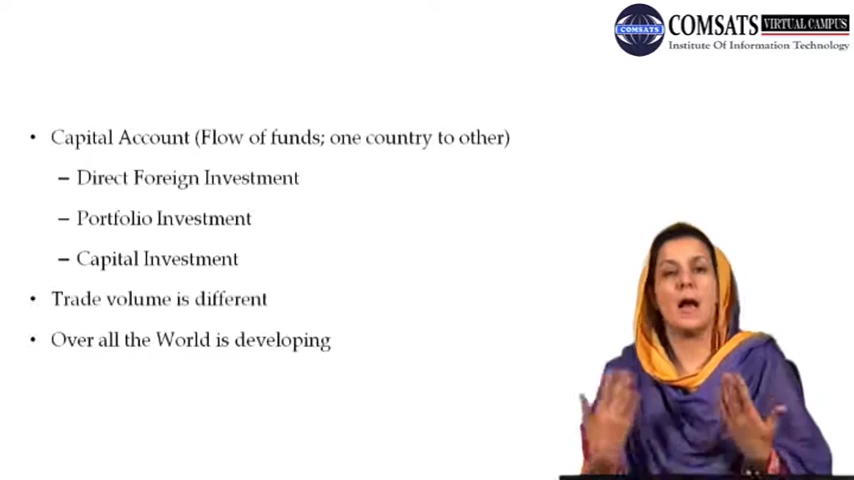 COMSATS VIRTUAL CAMPUS
COMSATS
Institute Of Information Technology
• Capital Account (Flow of funds; one country to other)
– Direct Foreign Investment
– Portfolio Investment
– Capital Investment
• Trade volume is different
• Over all the World is developing